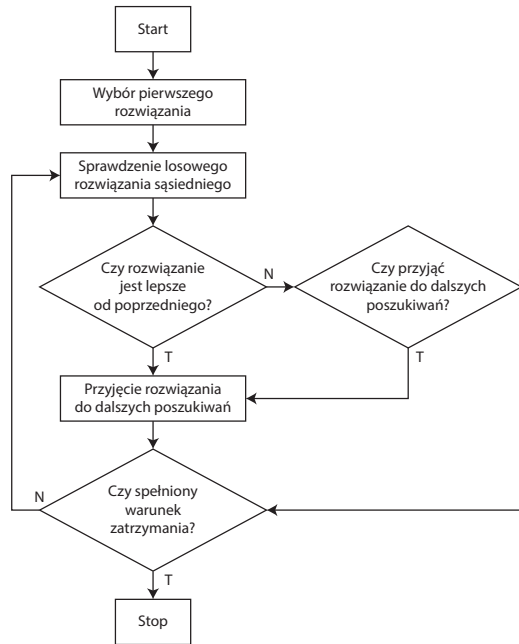 Start
Wybór pierwszego
rozwiązania
Sprawdzenie losowego
rozwiązania sąsiedniego
Czy rozwiązanie
jest lepsze
od poprzedniego?
N
Czy przyjąć
rozwiązanie do dalszych
poszukiwań?
T
T
Przyjęcie rozwiązania
do dalszych poszukiwań
N
Czy spełniony
warunek
zatrzymania?
T
Stop